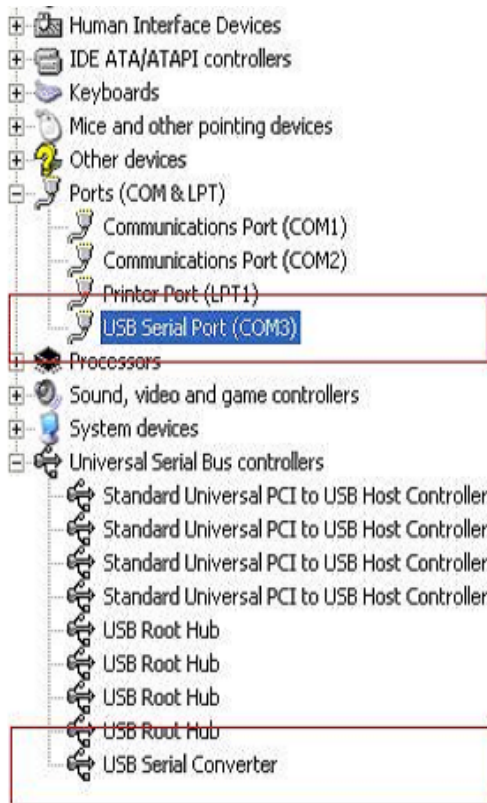 Human Interface Devices
IDE ATA/ATAPI controllers
Keyboards
Mice and other pointing devices
Other devices
Ports (COM & LPT)
Communications Port (COM1)
Communications Port (COM2)
Printer Port (LPT1)
USB Serial Port (COM3)
Processors
Sound, video and game controllers
System devices
Universal Serial Bus controllers
Standard Universal PCI to USB Host Controller
Standard Universal PCI to USB Host Controller
Standard Universal PCI to USB Host Controller
Standard Universal PCI to USB Host Controller
USB Root Hub
USB Root Hub
USB Root Hub
USB Root Hub
USB Serial Converter